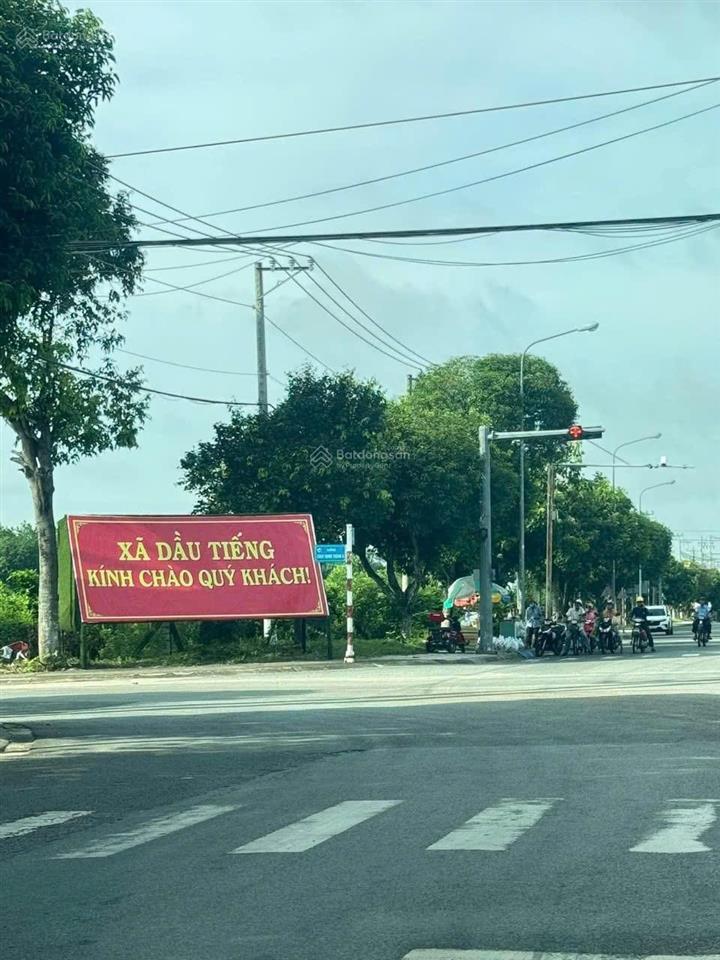 XÃ DẦU TIẾNG
KÍNH CHÀO QUÝ KHÁCH!
Batdongsan